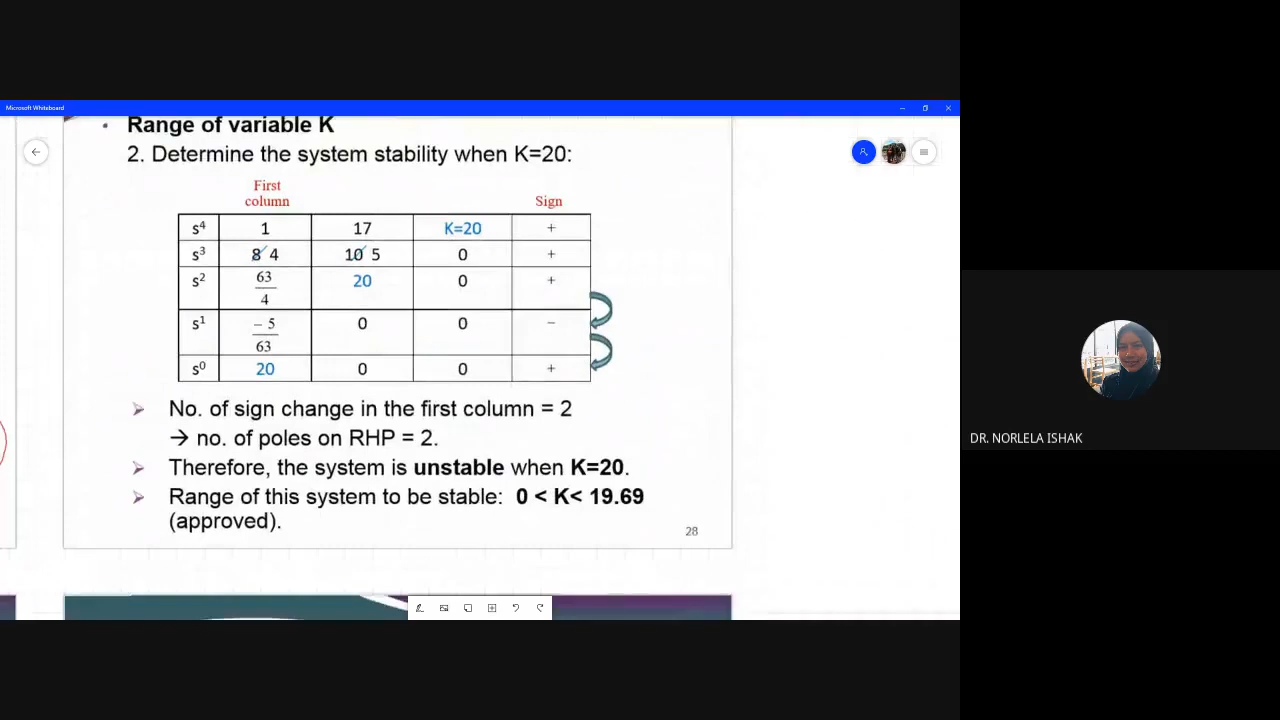 Microsoft Whiteboard
• Range of variable K
2. Determine the system stability when K=20:
First column Sign
s⁴ 1 17 K=20 +
s³ 8 4 10 5 0 +
s² 63/4 20 0 +
s¹ −5/63 0 0 −
s⁰ 20 0 0 +
➢ No. of sign change in the first column = 2
→ no. of poles on RHP = 2.
➢ Therefore, the system is unstable when K=20.
➢ Range of this system to be stable: 0 < K< 19.69
(approved).
28
DR. NORLELA ISHAK